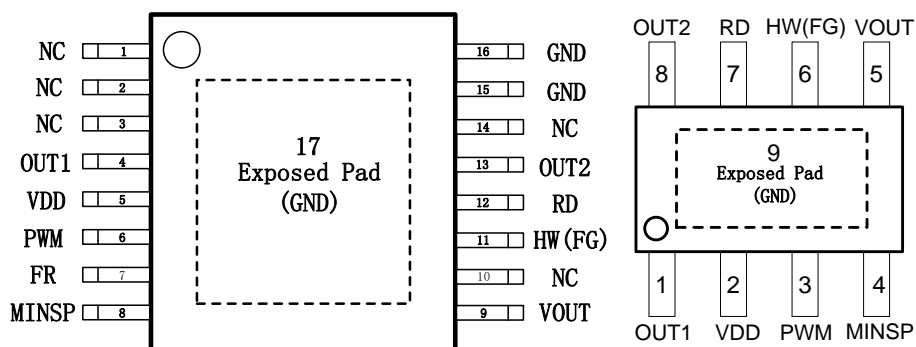 NC 1 16 GND
NC 2 15 GND
NC 3 14 NC
OUT1 4 13 OUT2
VDD 5 12 RD
PWM 6 11 HW(FG)
FR 7 10 NC
MINSP 8 9 VOUT
17
Exposed Pad
(GND)
OUT2 RD HW(FG) VOUT
8 7 6 5
9
Exposed Pad
(GND)
1 2 3 4
OUT1 VDD PWM MINSP